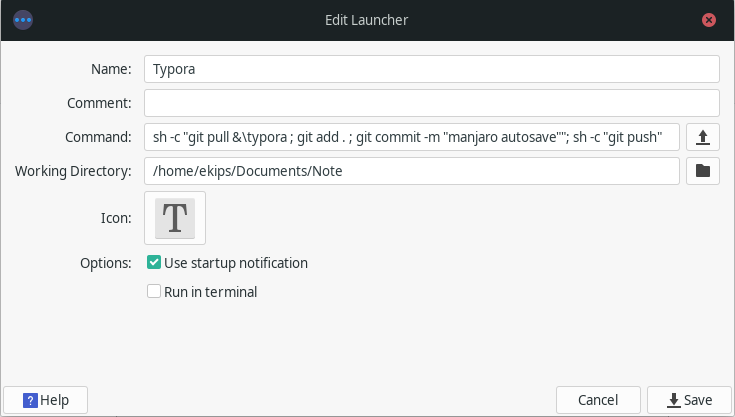 Edit Launcher
Name: Typora
Comment:
Command: sh -c "git pull &\typora ; git add . ; git commit -m "manjaro autosave""; sh -c "git push"
Working Directory: /home/ekips/Documents/Note
Icon: T
Options: Use startup notification
Run in terminal
? Help Cancel Save